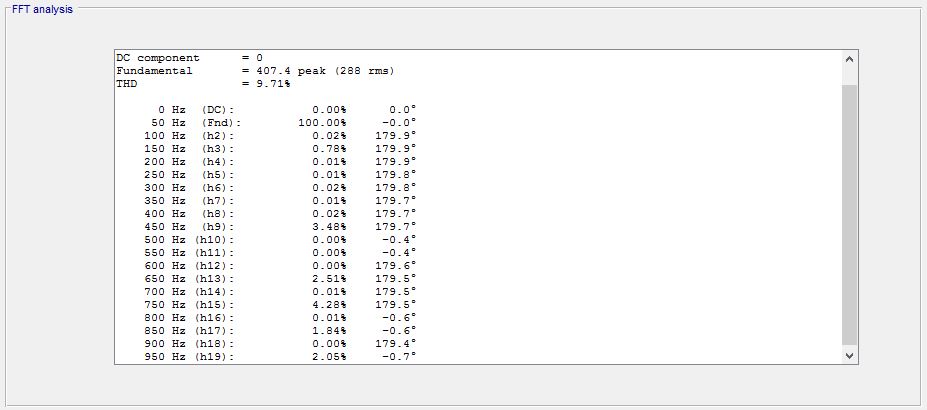 FFT analysis
DC component = 0
Fundamental = 407.4 peak (288 rms)
THD = 9.71%
0 Hz (DC): 0.00% 0.0°
50 Hz (Fnd): 100.00% -0.0°
100 Hz (h2): 0.02% 179.9°
150 Hz (h3): 0.78% 179.9°
200 Hz (h4): 0.01% 179.9°
250 Hz (h5): 0.01% 179.8°
300 Hz (h6): 0.02% 179.8°
350 Hz (h7): 0.01% 179.7°
400 Hz (h8): 0.02% 179.7°
450 Hz (h9): 3.48% 179.7°
500 Hz (h10): 0.00% -0.4°
550 Hz (h11): 0.00% -0.4°
600 Hz (h12): 0.00% 179.6°
650 Hz (h13): 2.51% 179.5°
700 Hz (h14): 0.01% 179.5°
750 Hz (h15): 4.28% 179.5°
800 Hz (h16): 0.01% -0.6°
850 Hz (h17): 1.84% -0.6°
900 Hz (h18): 0.00% 179.4°
950 Hz (h19): 2.05% -0.7°